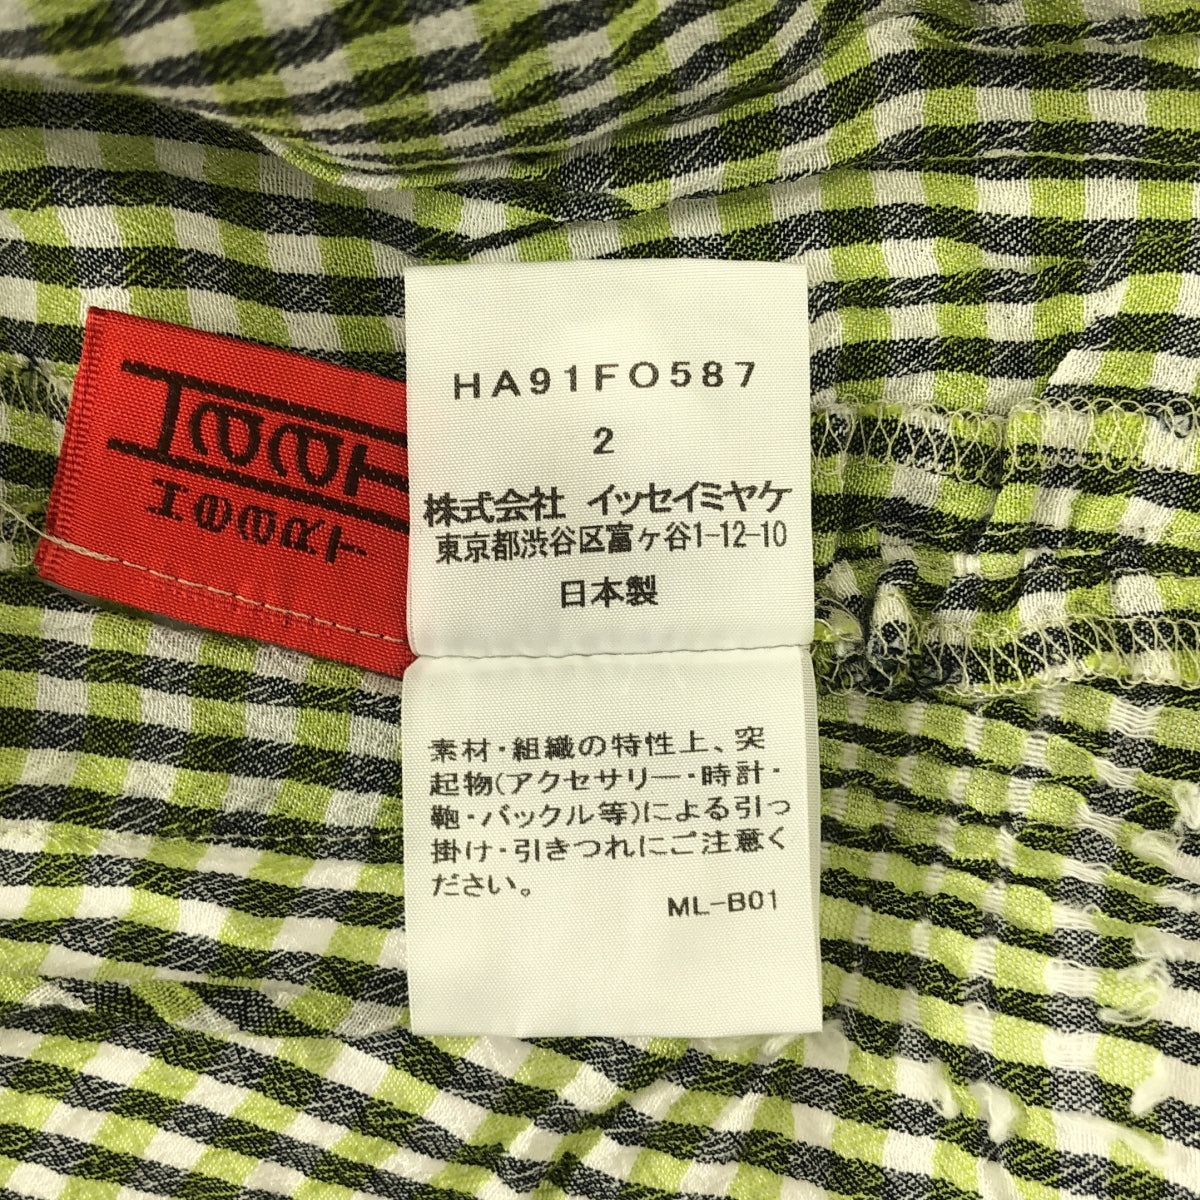 HaaT
HeaRT
HA91FO587
2
株式会社 イッセイミヤケ
東京都渋谷区富ヶ谷1-12-10
日本製
素材・組織の特性上、突
起物(アクセサリー・時計・
鞄・バックル等)による引っ
掛け・引きつれにご注意く
ださい。
ML-B01